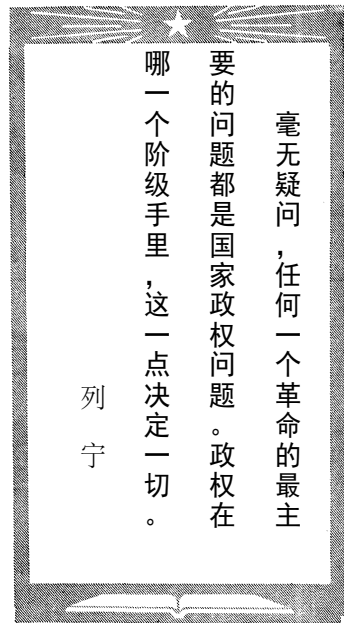 毫无疑问，任何一个革命的最主
要的问题都是国家政权问题。政权在
哪一个阶级手里，这一点决定一切。
列宁